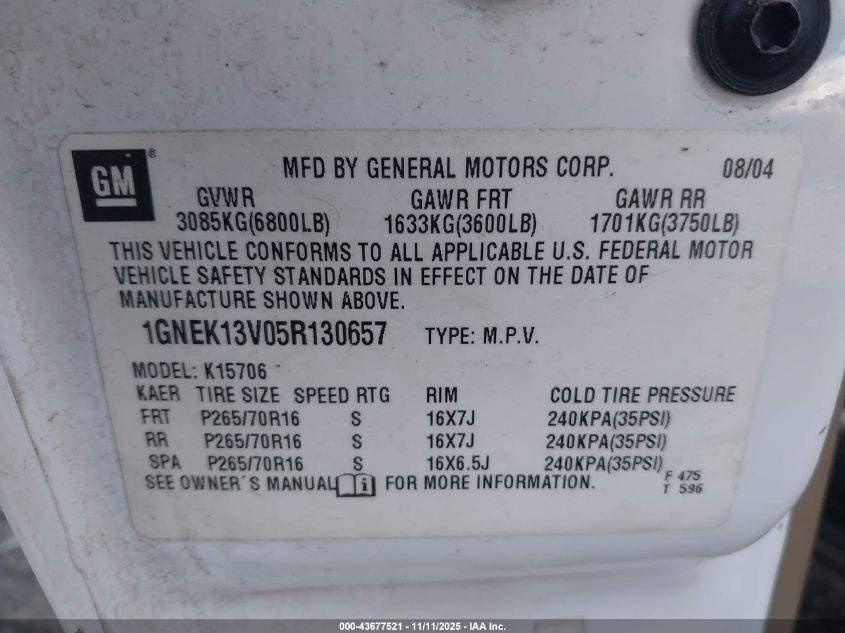 GM ® MFD BY GENERAL MOTORS CORP. 08/04
GVWR GAWR FRT GAWR RR
3085KG(6800LB) 1633KG(3600LB) 1701KG(3750LB)
THIS VEHICLE CONFORMS TO ALL APPLICABLE U.S. FEDERAL MOTOR
VEHICLE SAFETY STANDARDS IN EFFECT ON THE DATE OF
MANUFACTURE SHOWN ABOVE.
1GNEK13V05R130657 TYPE: M.P.V.
MODEL: K15706
KAER TIRE SIZE SPEED RTG RIM COLD TIRE PRESSURE
FRT P265/70R16 S 16X7J 240KPA(35PSI)
RR P265/70R16 S 16X7J 240KPA(35PSI)
SPA P265/70R16 S 16X6.5J 240KPA(35PSI)
SEE OWNER'S MANUAL i FOR MORE INFORMATION.
F 475
T 596
000-43677521 - 11/11/2025 - IAA Inc.